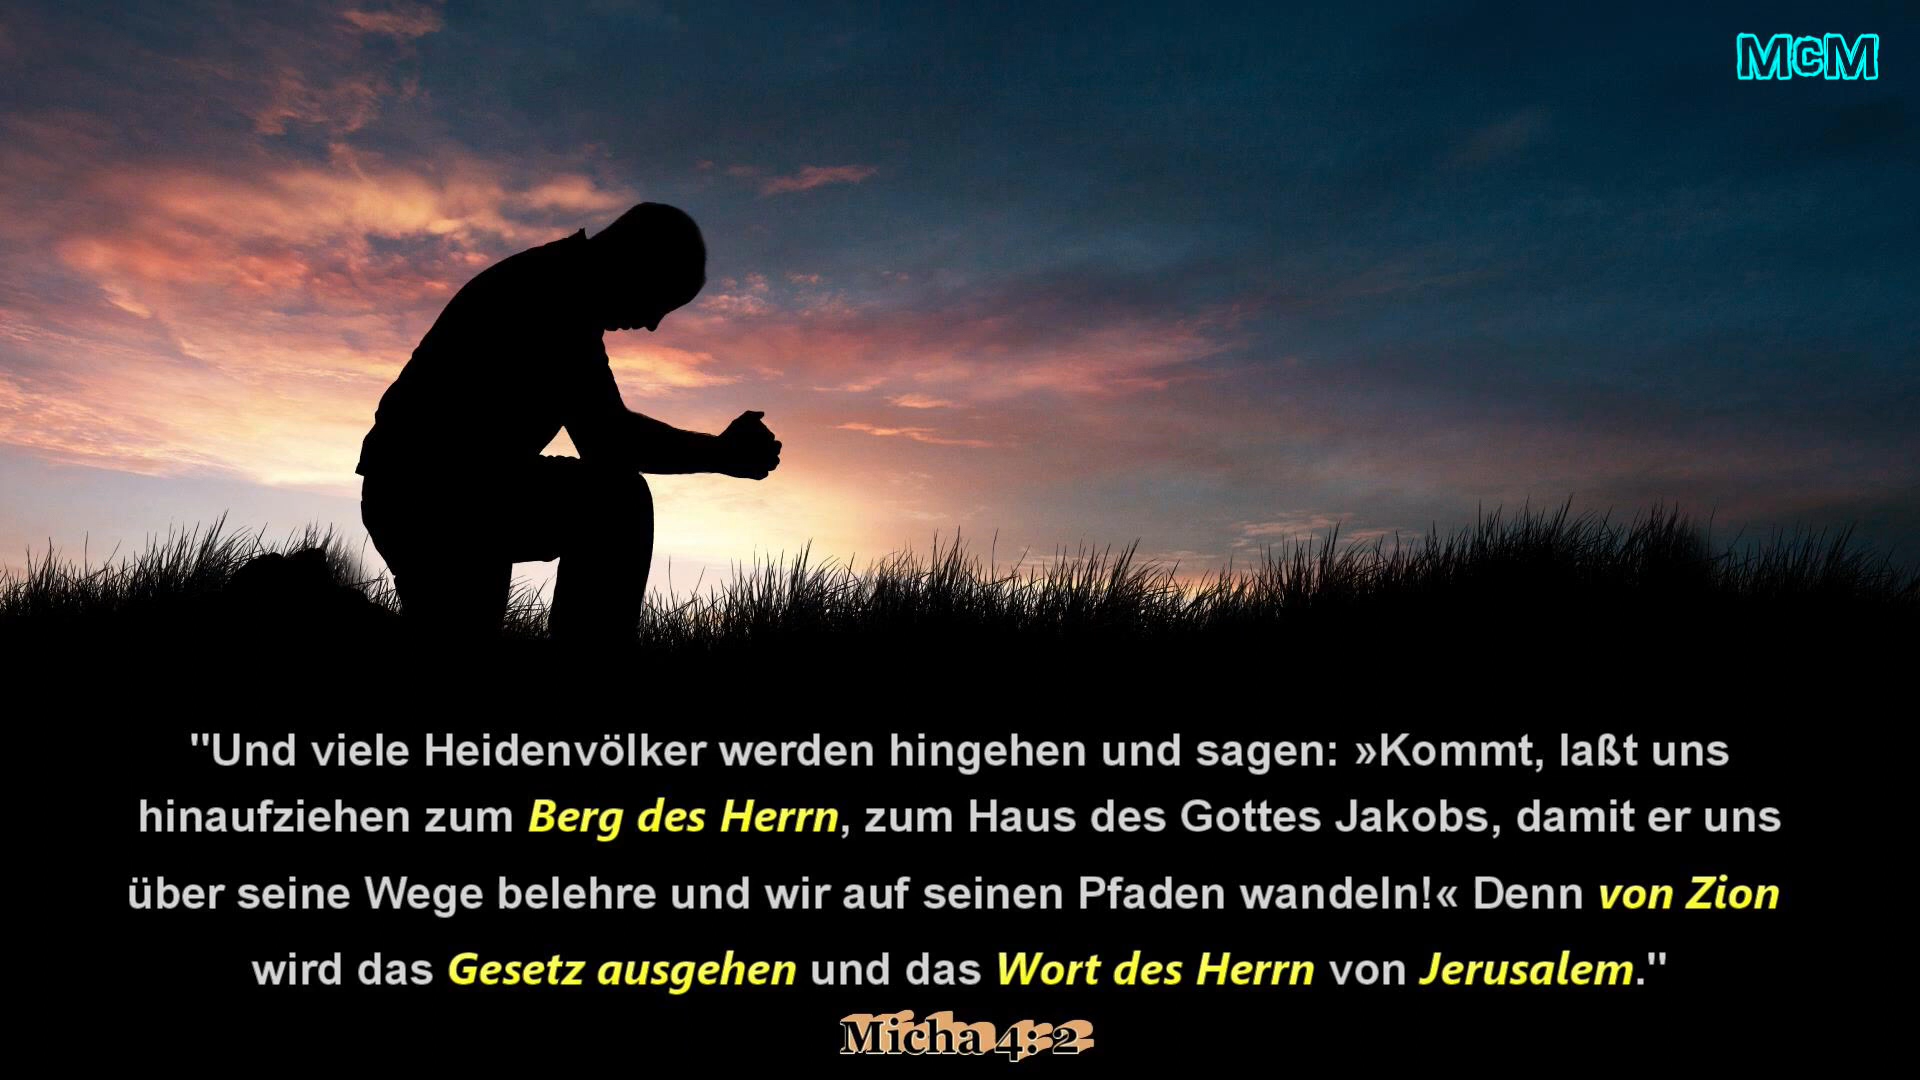 McM
"Und viele Heidenvölker werden hingehen und sagen: »Kommt, laßt uns
hinaufziehen zum Berg des Herrn, zum Haus des Gottes Jakobs, damit er uns
über seine Wege belehre und wir auf seinen Pfaden wandeln!« Denn von Zion
wird das Gesetz ausgehen und das Wort des Herrn von Jerusalem."
Micha 4: 2